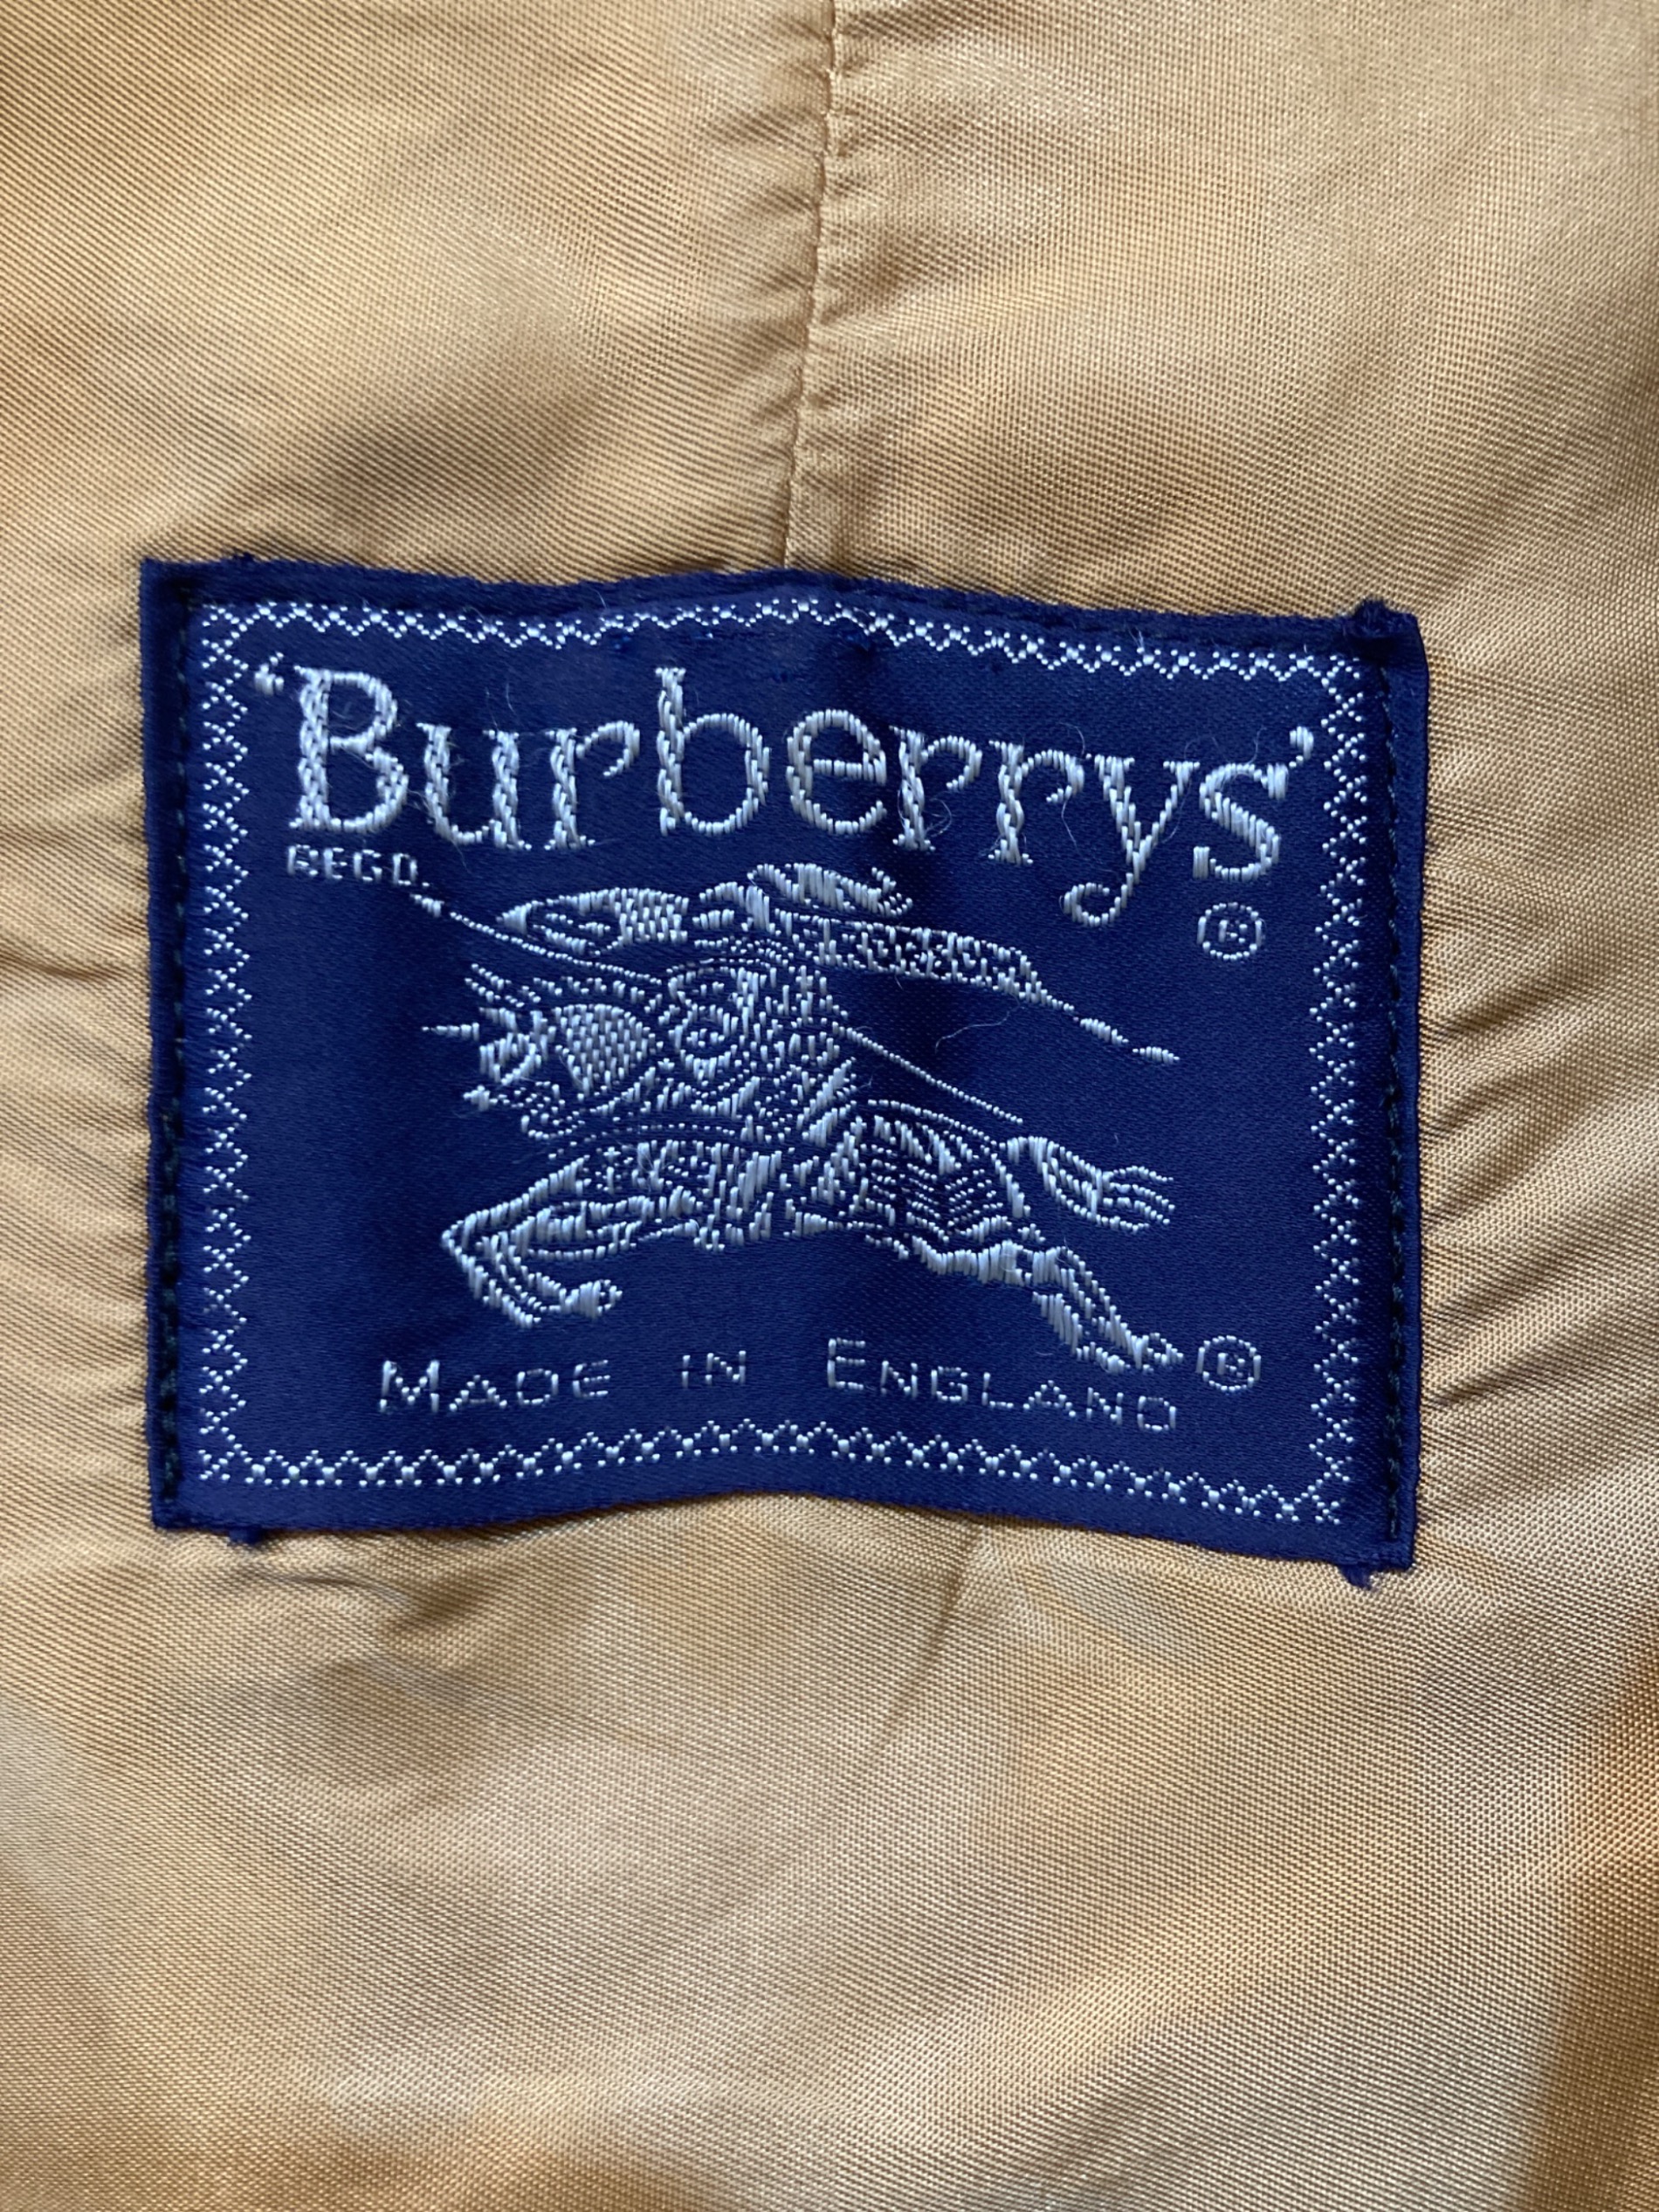 ‘Burberrys’
REGD.
®
Made in England ®